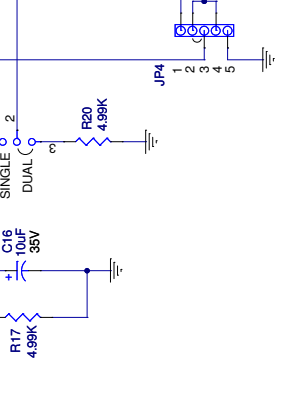 JP4
1 2 3 4 5
R20
4.99K
2
3
SINGLE
DUAL
C16
10uF
35V
+
R17
4.99K